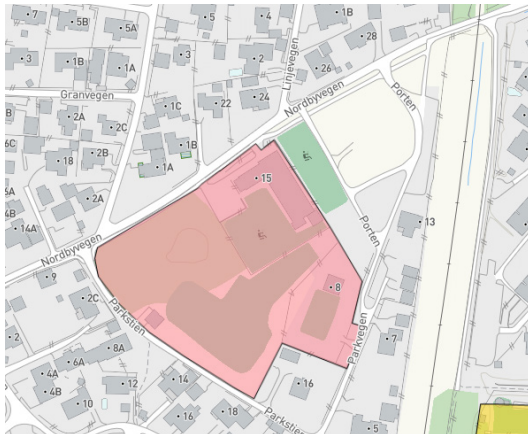 7
5B
5A
5
4
1B
28
3
1B
1A
3
2
26
Linjevegen
Granvegen
Nordbyvegen
Porten
2A
1C
22
24
2C
6C
18
2B
1B
1A
15
2A
4B
14A
Porten
13
Nordbyvegen
9
8
2C
Parkstien
Parkvegen
2
8A
7
6A
4A
4B
12
14
16
10
16
18
Parkstien
5